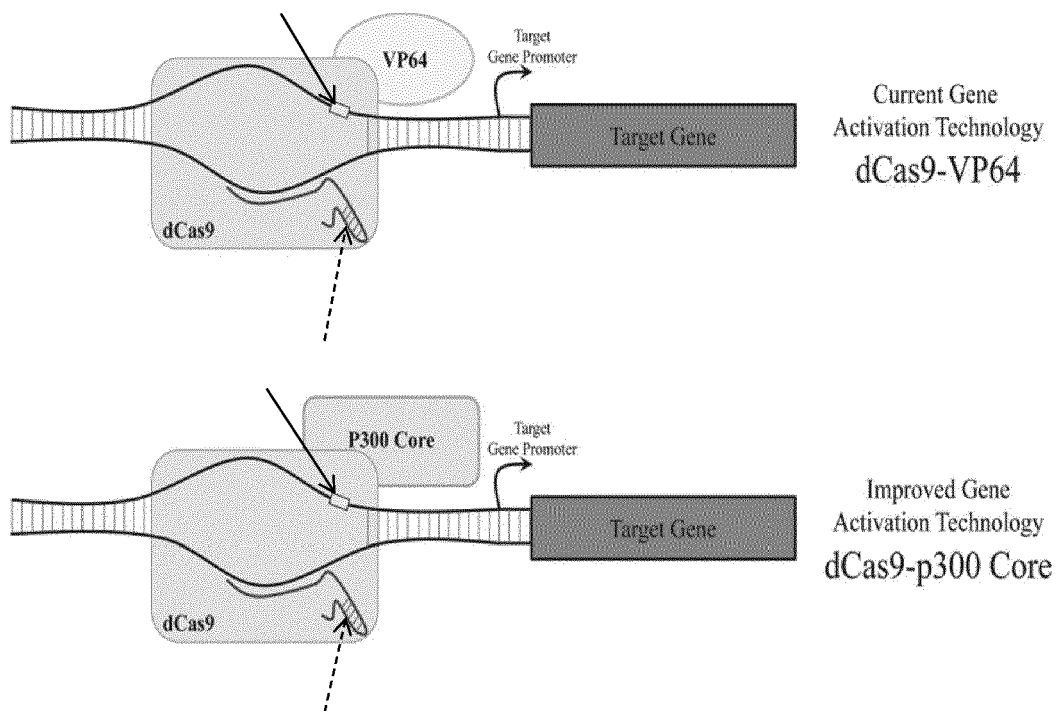 VP64
Target
Gene Promoter
Target Gene
dCas9
Current Gene
Activation Technology
dCas9-VP64
P300 Core
Target
Gene Promoter
Target Gene
dCas9
Improved Gene
Activation Technology
dCas9-p300 Core